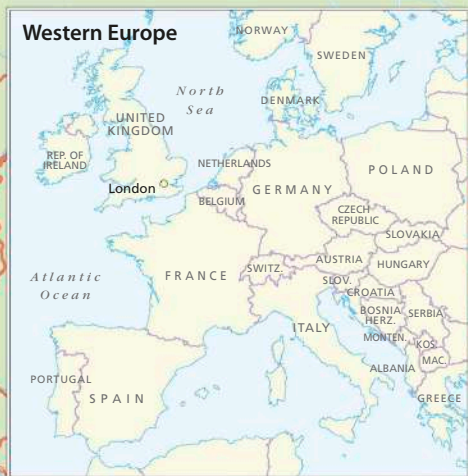 Western Europe
NORWAY
SWEDEN
North
Sea
DENMARK
UNITED
KINGDOM
REP. OF
IRELAND
NETHERLANDS
POLAND
London
GERMANY
BELGIUM
CZECH
REPUBLIC
SLOVAKIA
AUSTRIA
HUNGARY
Atlantic
Ocean
FRANCE
SWITZ.
SLOV.
CROATIA
BOSNIA
HERZ.
SERBIA
ITALY
MONTEN.
KOS.
MAC.
ALBANIA
PORTUGAL
SPAIN
GREECE